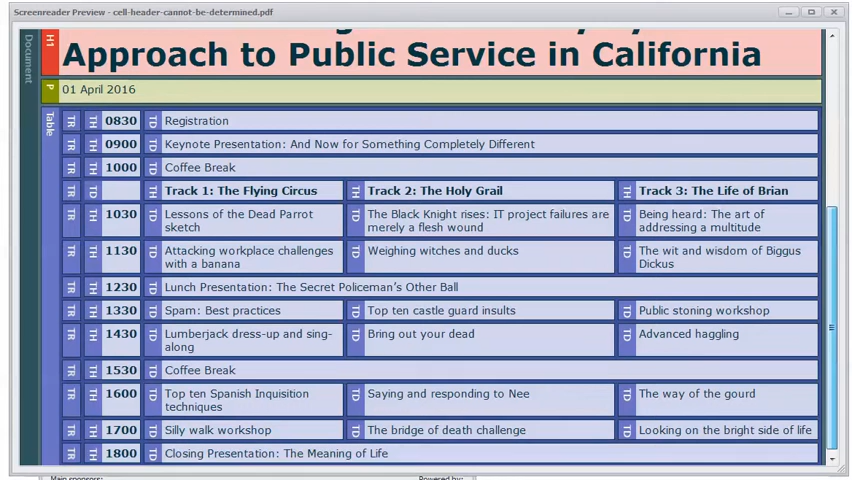 Screenreader Preview - cell-header-cannot-be-determined.pdf
Document
H1
Approach to Public Service in California
P
01 April 2016
Table
TR TH 0830 TD Registration
TR TH 0900 TD Keynote Presentation: And Now for Something Completely Different
TR TH 1000 TD Coffee Break
TR TD TH Track 1: The Flying Circus TH Track 2: The Holy Grail TH Track 3: The Life of Brian
TR TH 1030 TD Lessons of the Dead Parrot TD The Black Knight rises: IT project failures are TD Being heard: The art of
sketch merely a flesh wound addressing a multitude
TR TH 1130 TD Attacking workplace challenges TD Weighing witches and ducks TD The wit and wisdom of Biggus
with a banana Dickus
TR TH 1230 TD Lunch Presentation: The Secret Policeman's Other Ball
TR TH 1330 TD Spam: Best practices TD Top ten castle guard insults TD Public stoning workshop
TR TH 1430 TD Lumberjack dress-up and sing- TD Bring out your dead TD Advanced haggling
along
TR TH 1530 TD Coffee Break
TR TH 1600 TD Top ten Spanish Inquisition TD Saying and responding to Nee TD The way of the gourd
techniques
TR TH 1700 TD Silly walk workshop TD The bridge of death challenge TD Looking on the bright side of life
TR TH 1800 TD Closing Presentation: The Meaning of Life
Main sponsors: Powered by: